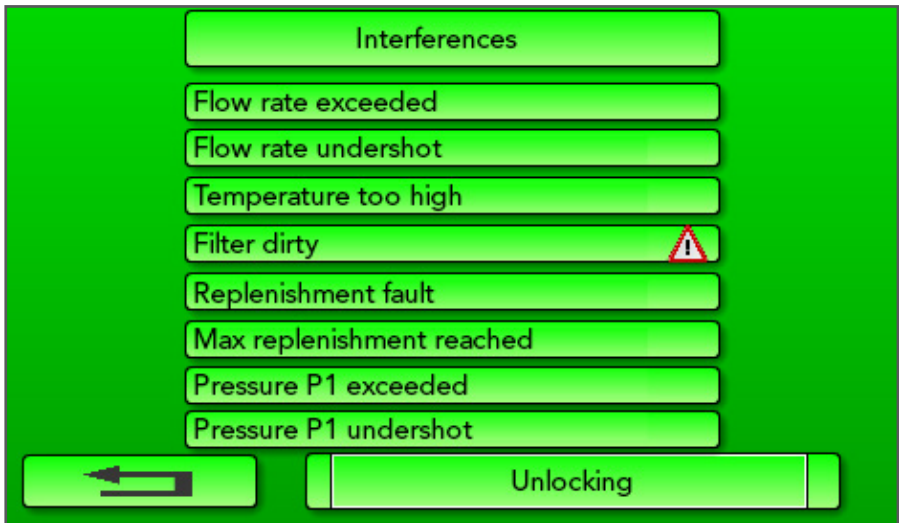 Interferences
Flow rate exceeded
Flow rate undershot
Temperature too high
Filter dirty
Replenishment fault
Max replenishment reached
Pressure P1 exceeded
Pressure P1 undershot
Unlocking